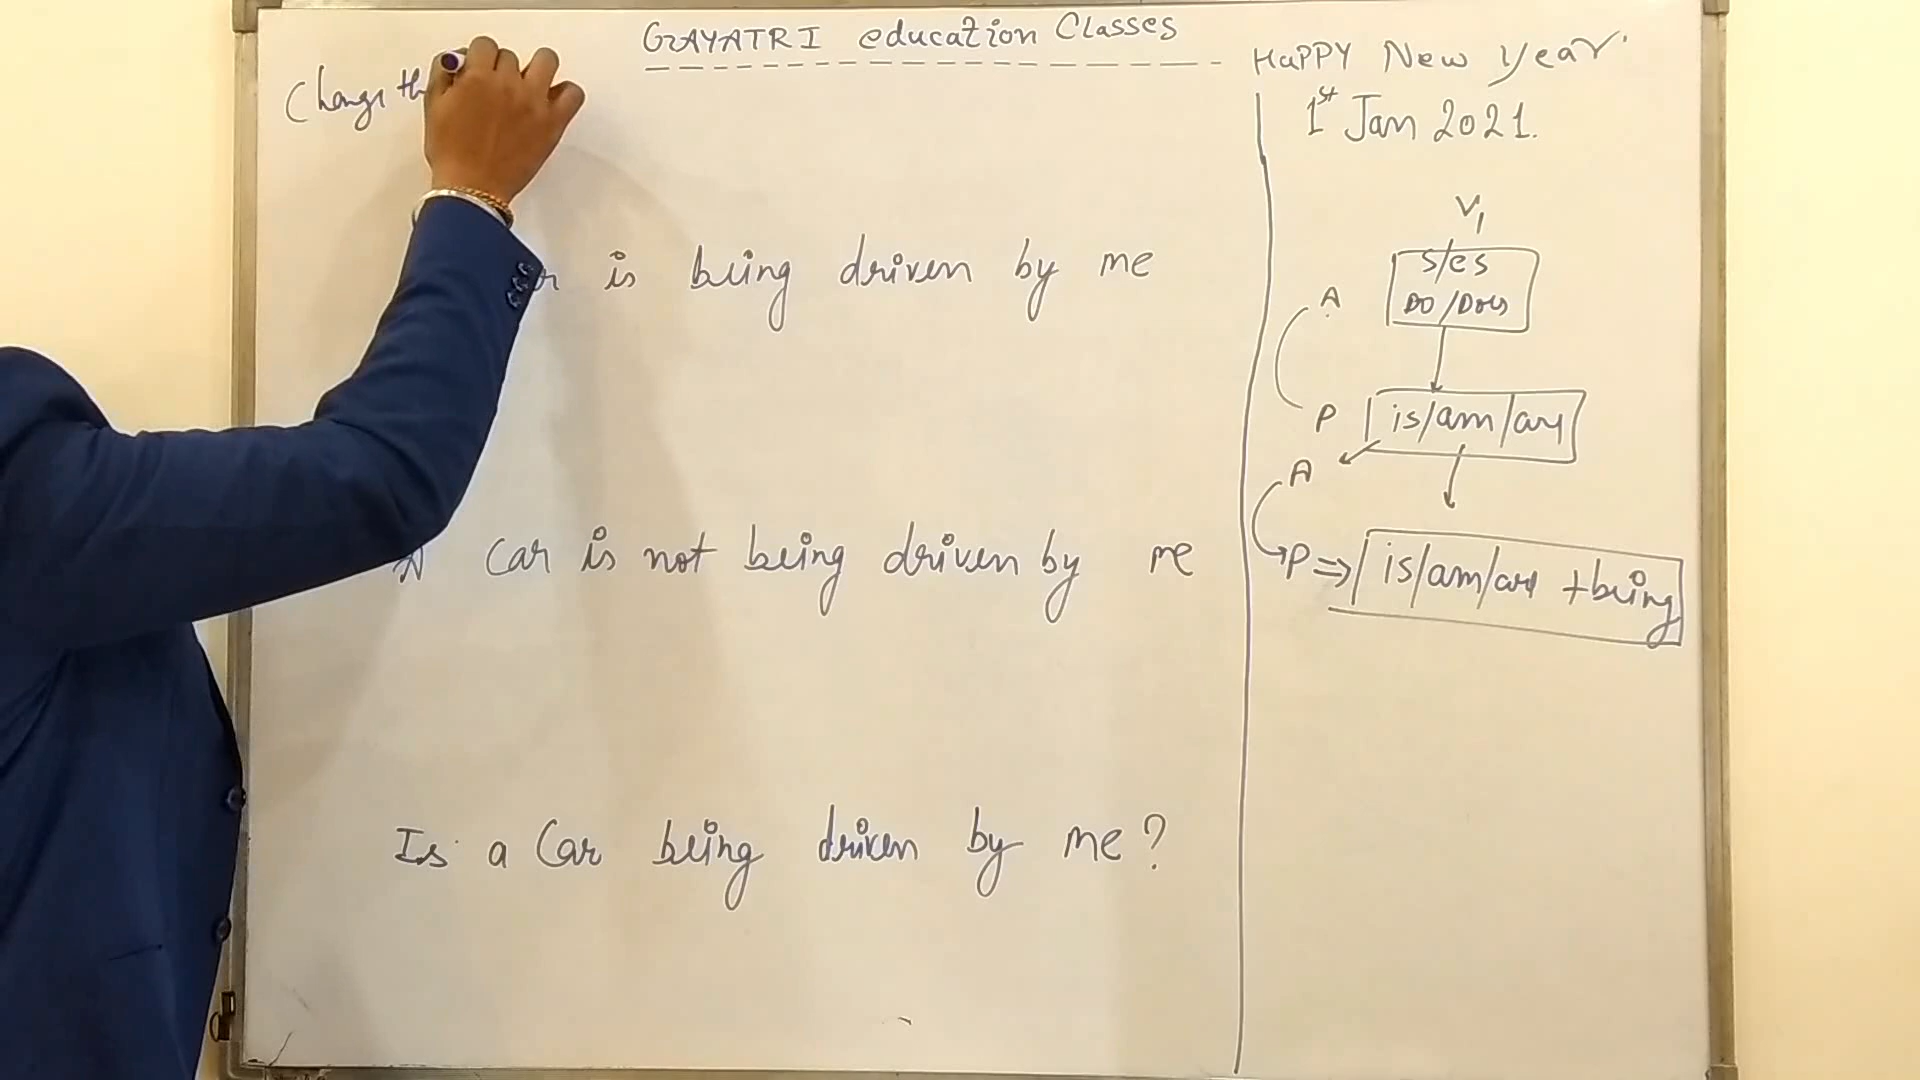 GAYATRI education Classes
Change th
is being driven by me
A car is not being driven by me
Is a Car being driven by me?
HaPPY New Year.
1st Jan 2021.
V1
s/es
DO/Does
A
P is/am/are
A
P => is/am/are +being